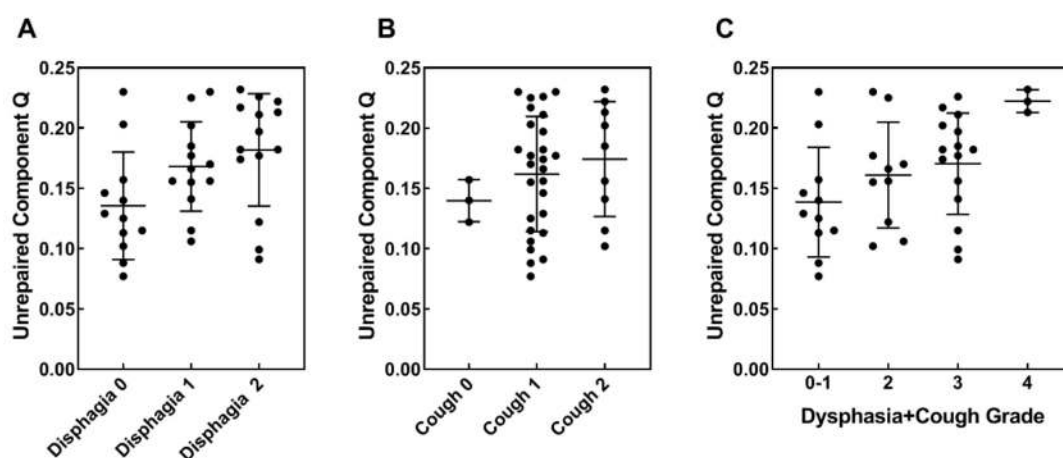 A
Unrepaired Component Q
0.25
0.20
0.15
0.10
0.05
0.00
Disphagia 0
Disphagia 1
Disphagia 2
B
Unrepaired Component Q
0.25
0.20
0.15
0.10
0.05
0.00
Cough 0
Cough 1
Cough 2
C
Unrepaired Component Q
0.25
0.20
0.15
0.10
0.05
0.00
0-1 2 3 4
Dysphasia+Cough Grade